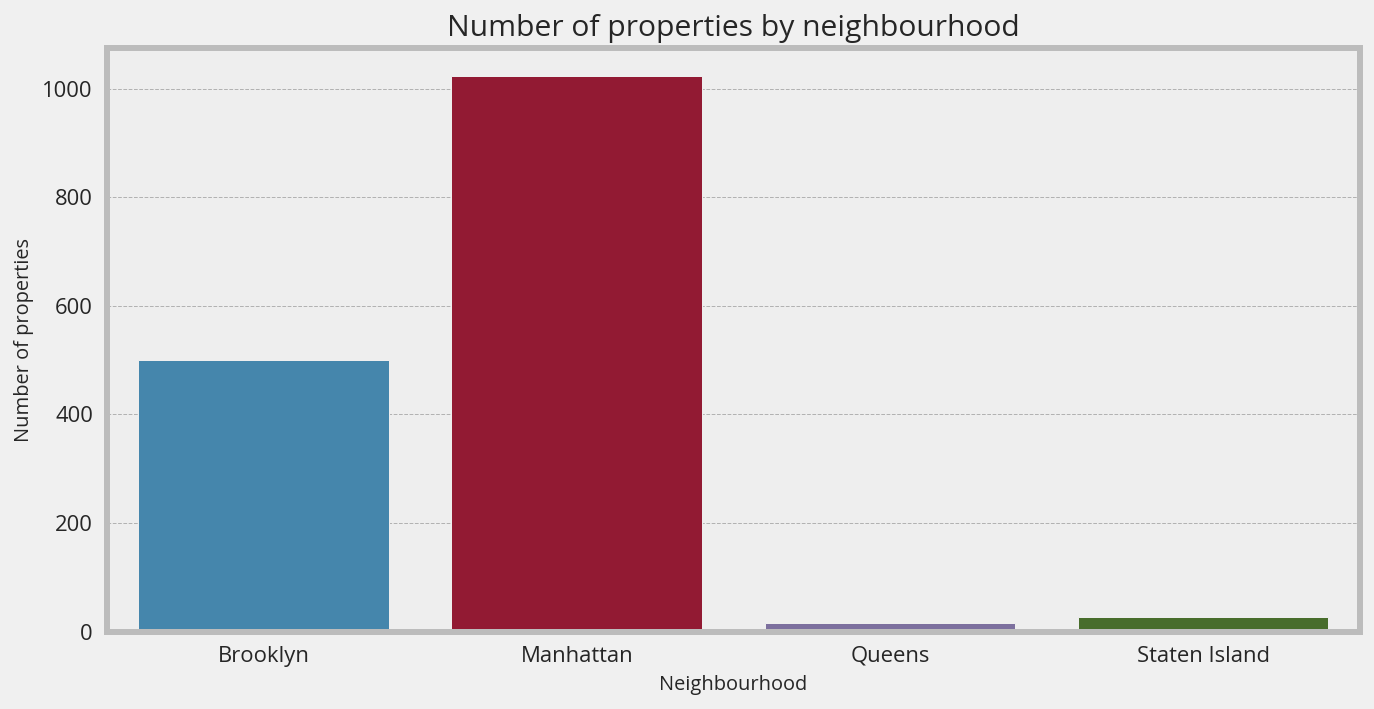 Number of properties by neighbourhood
Number of properties
1000
800
600
400
200
0
Brooklyn Manhattan Queens Staten Island
Neighbourhood